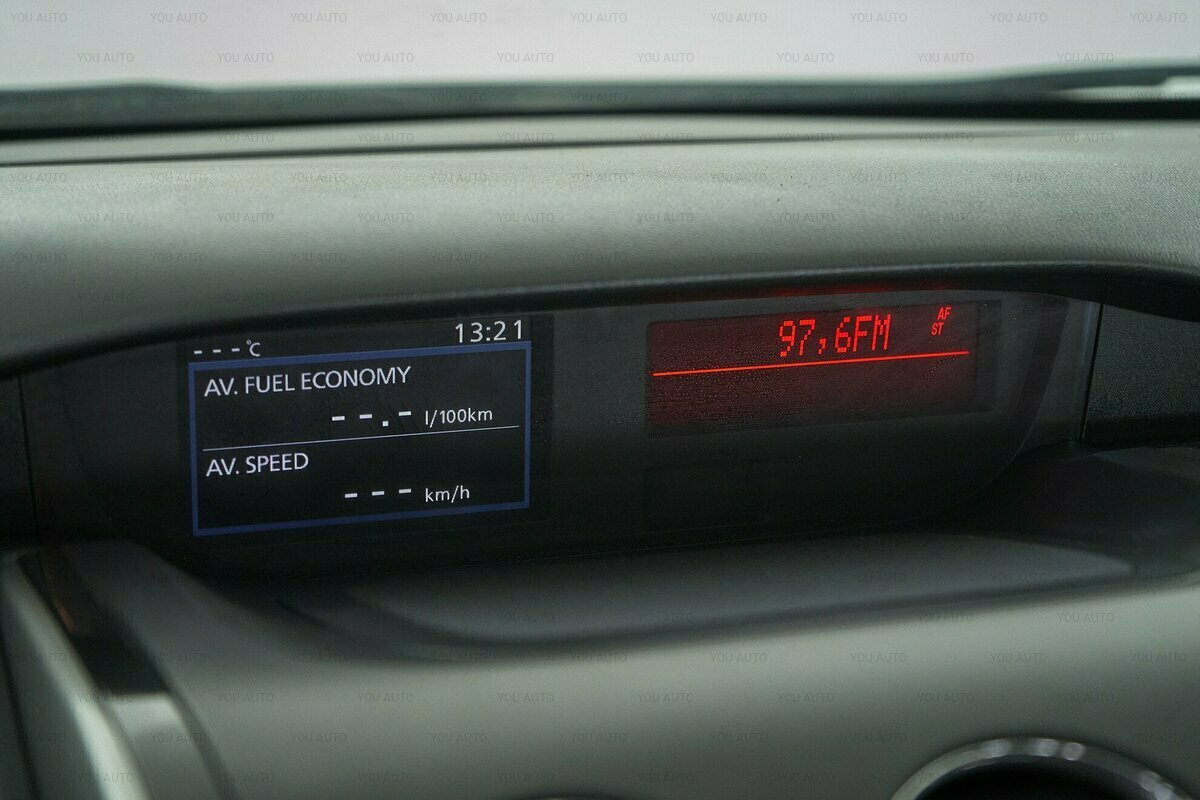 ---°C 13:21
AV. FUEL ECONOMY
--.- l/100km
AV. SPEED
--- km/h
97,6FM
AF
ST
YOU AUTO